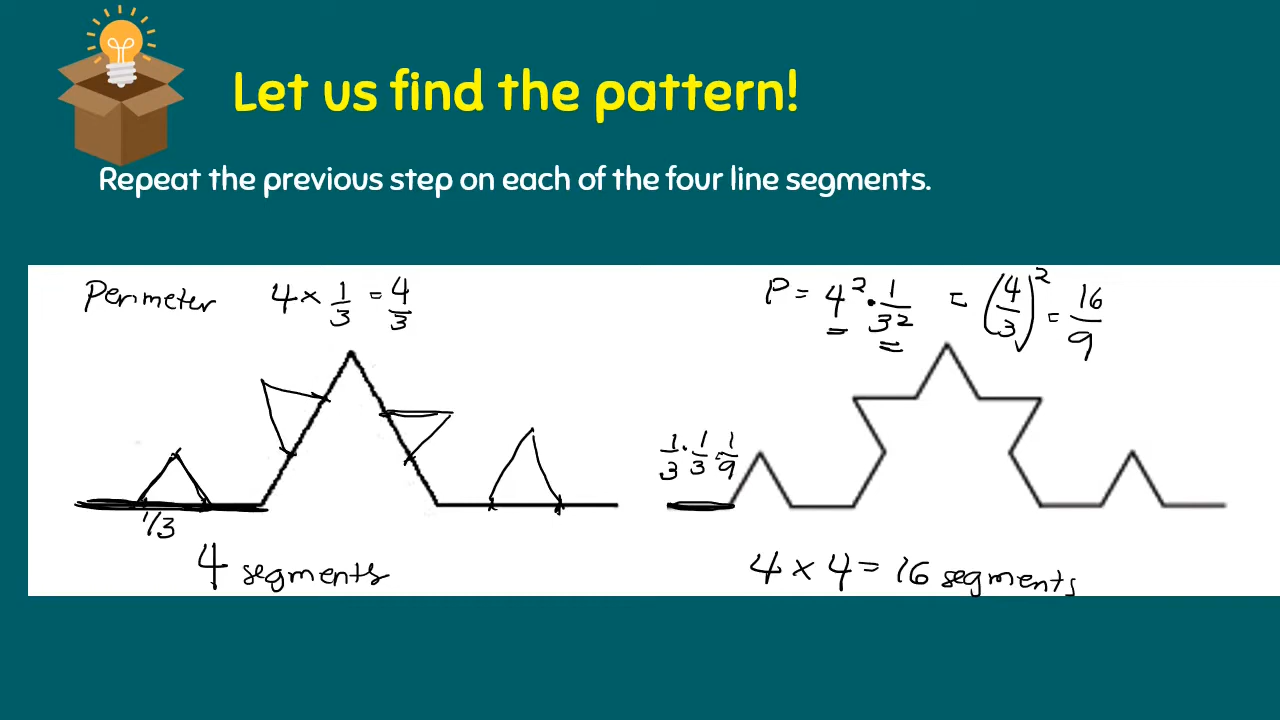 Let us find the pattern!
Repeat the previous step on each of the four line segments.
Perimeter 4 × 1/3 = 4/3
P = 4² · 1/3² = (4/3)² = 16/9
1/3 · 1/3 = 1/9
1/3
4 segments
4 × 4 = 16 segments